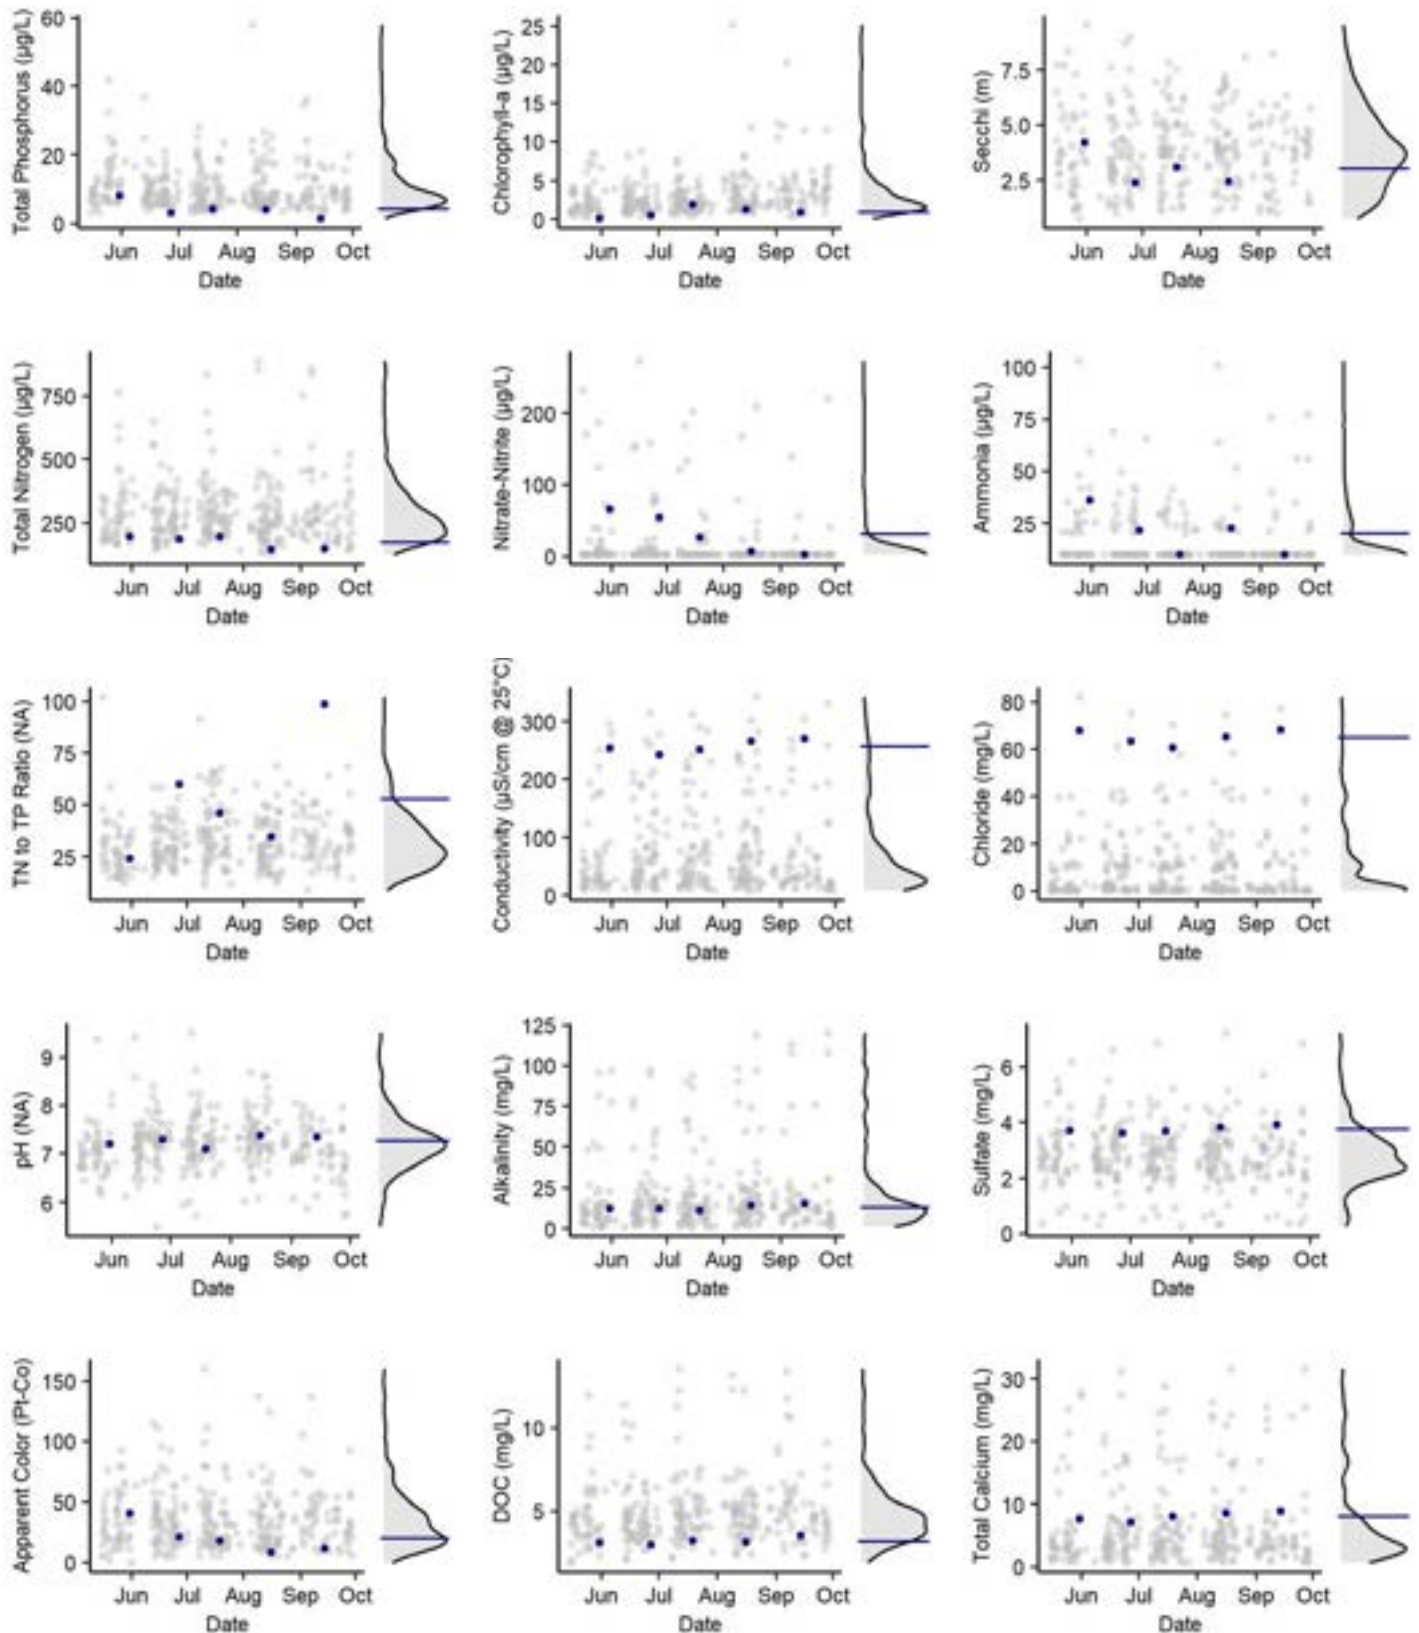 Total Phosphorus (µg/L)
60
40
20
0
Jun Jul Aug Sep Oct
Date
Chlorophyll-a (µg/L)
25
20
15
10
5
0
Jun Jul Aug Sep Oct
Date
Secchi (m)
7.5
5.0
2.5
Jun Jul Aug Sep Oct
Date
Total Nitrogen (µg/L)
750
500
250
Jun Jul Aug Sep Oct
Date
Nitrate-Nitrite (µg/L)
200
100
0
Jun Jul Aug Sep Oct
Date
Ammonia (µg/L)
100
75
50
25
Jun Jul Aug Sep Oct
Date
TN to TP Ratio (NA)
100
75
50
25
Jun Jul Aug Sep Oct
Date
Conductivity (µS/cm @ 25°C)
300
200
100
0
Jun Jul Aug Sep Oct
Date
Chloride (mg/L)
80
60
40
20
0
Jun Jul Aug Sep Oct
Date
pH (NA)
9
8
7
6
Jun Jul Aug Sep Oct
Date
Alkalinity (mg/L)
125
100
75
50
25
0
Jun Jul Aug Sep Oct
Date
Sulfate (mg/L)
6
4
2
0
Jun Jul Aug Sep Oct
Date
Apparent Color (Pt-Co)
150
100
50
0
Jun Jul Aug Sep Oct
Date
DOC (mg/L)
10
5
Jun Jul Aug Sep Oct
Date
Total Calcium (mg/L)
30
20
10
0
Jun Jul Aug Sep Oct
Date